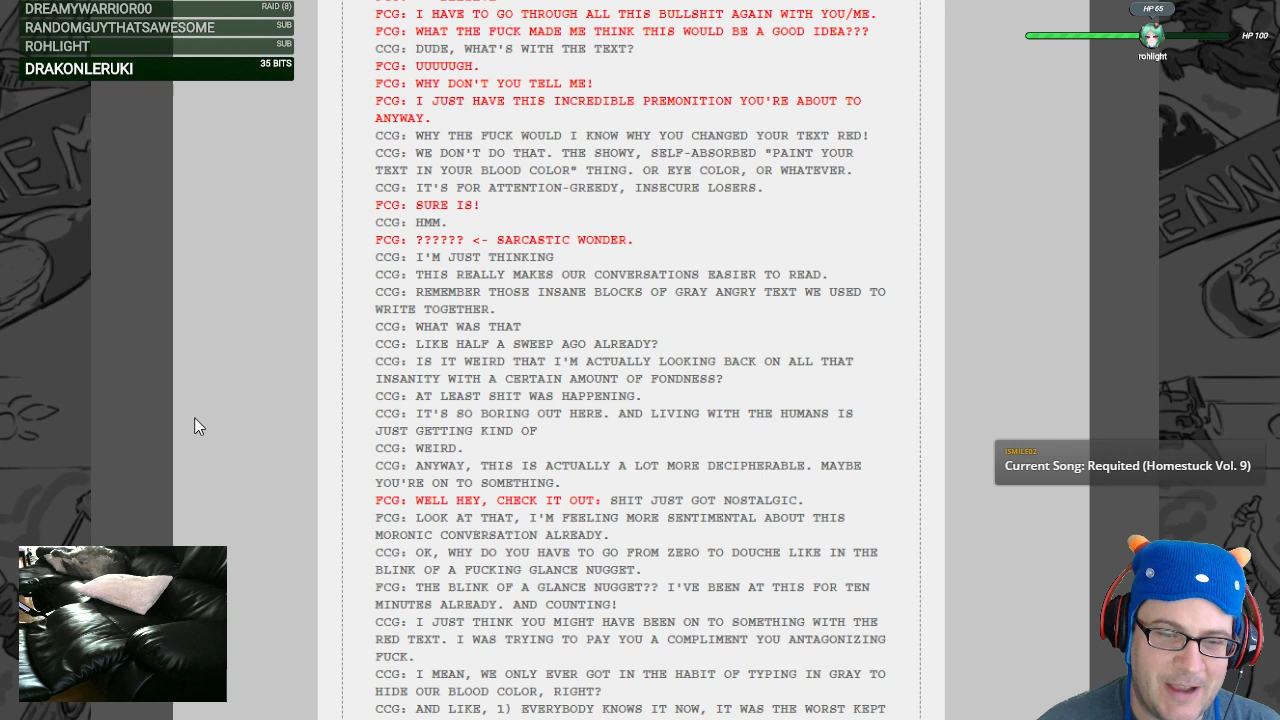 DREAMYWARRIOR00 RAID (8)
RANDOMGUYTHATSAWESOME SUB
ROHLIGHT SUB
DRAKONLERUKI 35 BITS
HP 65
HP 100
rohlight
FCG: I HAVE TO GO THROUGH ALL THIS BULLSHIT AGAIN WITH YOU/ME.
FCG: WHAT THE FUCK MADE ME THINK THIS WOULD BE A GOOD IDEA???
CCG: DUDE, WHAT'S WITH THE TEXT?
FCG: UUUUUGH.
FCG: WHY DON'T YOU TELL ME!
FCG: I JUST HAVE THIS INCREDIBLE PREMONITION YOU'RE ABOUT TO
ANYWAY.
CCG: WHY THE FUCK WOULD I KNOW WHY YOU CHANGED YOUR TEXT RED!
CCG: WE DON'T DO THAT. THE SHOWY, SELF-ABSORBED "PAINT YOUR
TEXT IN YOUR BLOOD COLOR" THING. OR EYE COLOR, OR WHATEVER.
CCG: IT'S FOR ATTENTION-GREEDY, INSECURE LOSERS.
FCG: SURE IS!
CCG: HMM.
FCG: ?????? <- SARCASTIC WONDER.
CCG: I'M JUST THINKING
CCG: THIS REALLY MAKES OUR CONVERSATIONS EASIER TO READ.
CCG: REMEMBER THOSE INSANE BLOCKS OF GRAY ANGRY TEXT WE USED TO
WRITE TOGETHER.
CCG: WHAT WAS THAT
CCG: LIKE HALF A SWEEP AGO ALREADY?
CCG: IS IT WEIRD THAT I'M ACTUALLY LOOKING BACK ON ALL THAT
INSANITY WITH A CERTAIN AMOUNT OF FONDNESS?
CCG: AT LEAST SHIT WAS HAPPENING.
CCG: IT'S SO BORING OUT HERE. AND LIVING WITH THE HUMANS IS
JUST GETTING KIND OF
CCG: WEIRD.
CCG: ANYWAY, THIS IS ACTUALLY A LOT MORE DECIPHERABLE. MAYBE
YOU'RE ON TO SOMETHING.
FCG: WELL HEY, CHECK IT OUT: SHIT JUST GOT NOSTALGIC.
FCG: LOOK AT THAT, I'M FEELING MORE SENTIMENTAL ABOUT THIS
MORONIC CONVERSATION ALREADY.
CCG: OK, WHY DO YOU HAVE TO GO FROM ZERO TO DOUCHE LIKE IN THE
BLINK OF A FUCKING GLANCE NUGGET.
FCG: THE BLINK OF A GLANCE NUGGET?? I'VE BEEN AT THIS FOR TEN
MINUTES ALREADY. AND COUNTING!
CCG: I JUST THINK YOU MIGHT HAVE BEEN ON TO SOMETHING WITH THE
RED TEXT. I WAS TRYING TO PAY YOU A COMPLIMENT YOU ANTAGONIZING
FUCK.
CCG: I MEAN, WE ONLY EVER GOT IN THE HABIT OF TYPING IN GRAY TO
HIDE OUR BLOOD COLOR, RIGHT?
CCG: AND LIKE, 1) EVERYBODY KNOWS IT NOW, IT WAS THE WORST KEPT
ISMILE02
Current Song: Requited (Homestuck Vol. 9)